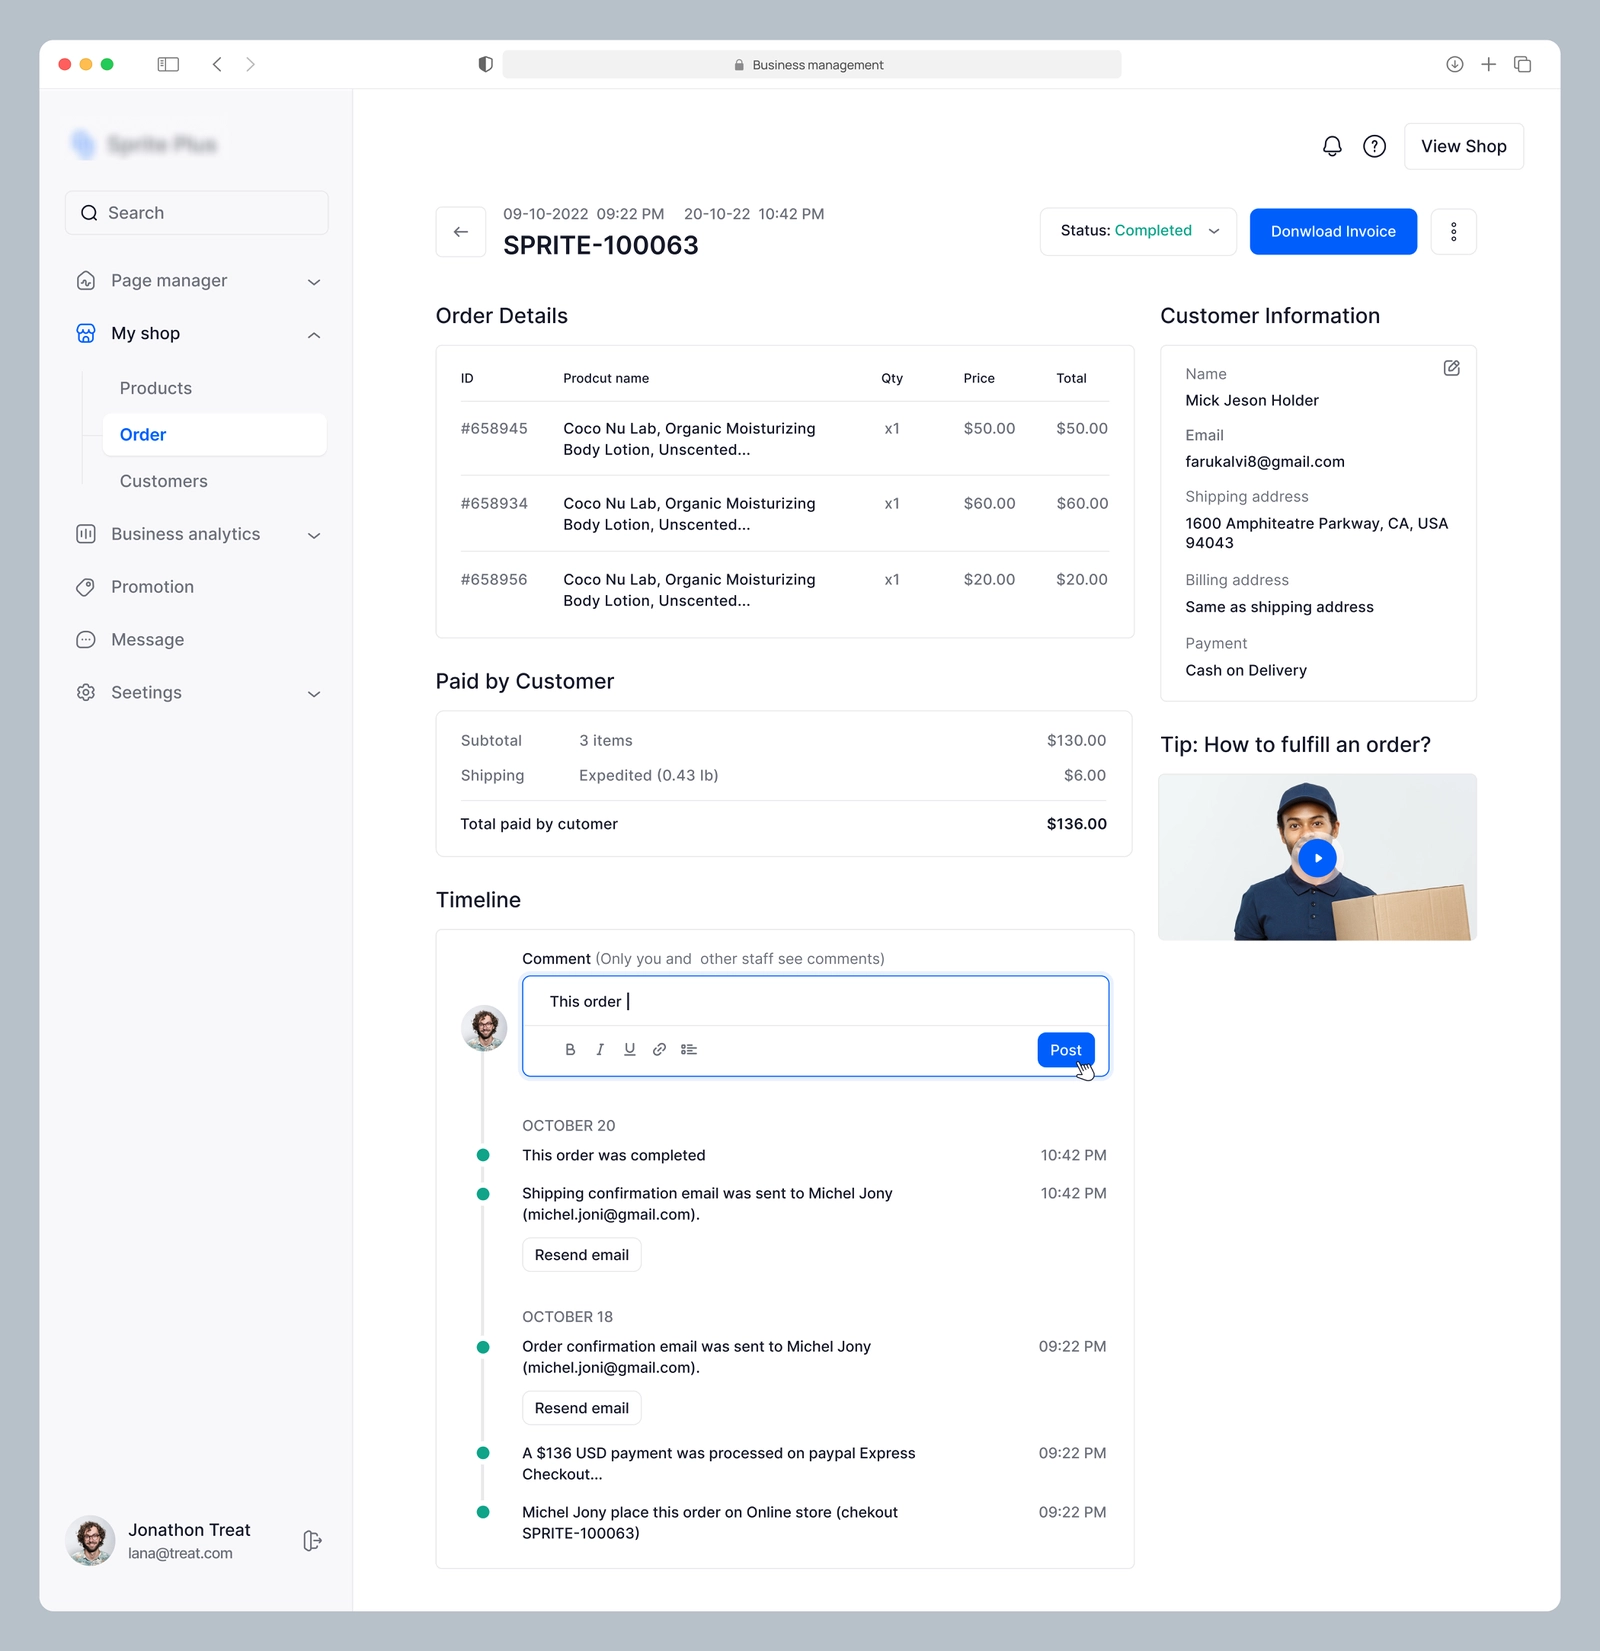 Business management
Sprite Plus
Search
Page manager
My shop
Products
Order
Customers
Business analytics
Promotion
Message
Seetings
Jonathon Treat
lana@treat.com
View Shop
09-10-2022 09:22 PM 20-10-22 10:42 PM
SPRITE-100063
Status: Completed
Donwload Invoice
Order Details
ID Prodcut name Qty Price Total
#658945 Coco Nu Lab, Organic Moisturizing x1 $50.00 $50.00
Body Lotion, Unscented...
#658934 Coco Nu Lab, Organic Moisturizing x1 $60.00 $60.00
Body Lotion, Unscented...
#658956 Coco Nu Lab, Organic Moisturizing x1 $20.00 $20.00
Body Lotion, Unscented...
Paid by Customer
Subtotal 3 items $130.00
Shipping Expedited (0.43 lb) $6.00
Total paid by cutomer $136.00
Timeline
Comment (Only you and other staff see comments)
This order
B I U
Post
OCTOBER 20
This order was completed 10:42 PM
Shipping confirmation email was sent to Michel Jony 10:42 PM
(michel.joni@gmail.com).
Resend email
OCTOBER 18
Order confirmation email was sent to Michel Jony 09:22 PM
(michel.joni@gmail.com).
Resend email
A $136 USD payment was processed on paypal Express 09:22 PM
Checkout...
Michel Jony place this order on Online store (chekout 09:22 PM
SPRITE-100063)
Customer Information
Name
Mick Jeson Holder
Email
farukalvi8@gmail.com
Shipping address
1600 Amphiteatre Parkway, CA, USA
94043
Billing address
Same as shipping address
Payment
Cash on Delivery
Tip: How to fulfill an order?